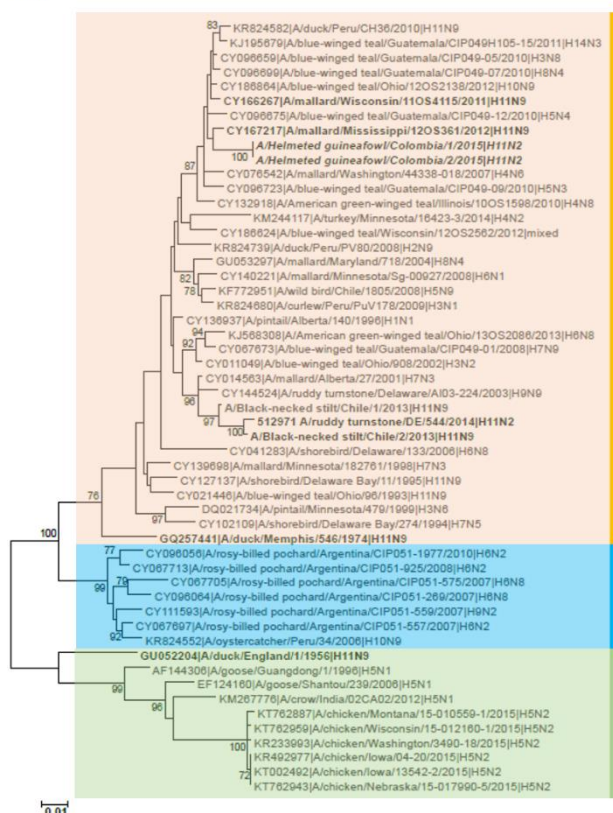 83
KR824582|A/duck/Peru/CH36/2010|H11N9
KJ195679|A/blue-winged teal/Guatemala/CIP049H105-15/2011|H14N3
CY096659|A/blue-winged teal/Guatemala/CIP049-05/2010|H3N8
CY096699|A/blue-winged teal/Guatemala/CIP049-07/2010|H8N4
CY186864|A/blue-winged teal/Ohio/12OS2138/2012|H10N9
CY166267|A/mallard/Wisconsin/11OS4115/2011|H11N9
CY096675|A/blue-winged teal/Guatemala/CIP049-12/2010|H5N4
CY167217|A/mallard/Mississippi/12OS361/2012|H11N9
A/Helmeted guineafowl/Colombia/1/2015|H11N2
100
A/Helmeted guineafowl/Colombia/2/2015|H11N2
87
CY076542|A/mallard/Washington/44338-018/2007|H4N6
CY096723|A/blue-winged teal/Guatemala/CIP049-09/2010|H5N3
CY132918|A/American green-winged teal/Illinois/10OS1598/2010|H4N8
KM244117|A/turkey/Minnesota/16423-3/2014|H4N2
CY186624|A/blue-winged teal/Wisconsin/12OS2562/2012|mixed
KR824739|A/duck/Peru/PV80/2008|H2N9
GU053297|A/mallard/Maryland/718/2004|H8N4
82
CY140221|A/mallard/Minnesota/Sg-00927/2008|H6N1
78
KF772951|A/wild bird/Chile/1805/2008|H5N9
KR824680|A/curlew/Peru/PuV178/2009|H3N1
CY136937|A/pintail/Alberta/140/1996|H1N1
94
KJ568308|A/American green-winged teal/Ohio/13OS2086/2013|H6N8
92
CY067673|A/blue-winged teal/Guatemala/CIP049-01/2008|H7N9
CY011049|A/blue-winged teal/Ohio/908/2002|H3N2
CY014563|A/mallard/Alberta/27/2001|H7N3
96
CY144524|A/ruddy turnstone/Delaware/AI03-224/2003|H9N9
A/Black-necked stilt/Chile/1/2013|H11N9
97
512971 A/ruddy turnstone/DE/544/2014|H11N2
100
A/Black-necked stilt/Chile/2/2013|H11N9
CY041283|A/shorebird/Delaware/133/2006|H6N8
CY139698|A/mallard/Minnesota/182761/1998|H7N3
CY127137|A/shorebird/Delaware Bay/11/1995|H11N9
CY021446|A/blue-winged teal/Ohio/96/1993|H11N9
76
DQ021734|A/pintail/Minnesota/479/1999|H3N6
97
CY102109|A/shorebird/Delaware Bay/274/1994|H7N5
GQ257441|A/duck/Memphis/546/1974|H11N9
100
77
CY096056|A/rosy-billed pochard/Argentina/CIP051-1977/2010|H6N2
CY067713|A/rosy-billed pochard/Argentina/CIP051-925/2008|H6N2
99
79
CY067705|A/rosy-billed pochard/Argentina/CIP051-575/2007|H6N8
CY096064|A/rosy-billed pochard/Argentina/CIP051-269/2007|H6N8
CY111593|A/rosy-billed pochard/Argentina/CIP051-559/2007|H9N2
CY067697|A/rosy-billed pochard/Argentina/CIP051-557/2007|H6N2
92
KR824552|A/oystercatcher/Peru/34/2006|H10N9
GU052204|A/duck/England/1/1956|H11N9
AF144306|A/goose/Guangdong/1/1996|H5N1
99
EF124160|A/goose/Shantou/239/2006|H5N1
96
KM267776|A/crow/India/02CA02/2012|H5N1
KT762887|A/chicken/Montana/15-010559-1/2015|H5N2
KT762959|A/chicken/Wisconsin/15-012160-1/2015|H5N2
100
KR233993|A/chicken/Washington/3490-18/2015|H5N2
KR492977|A/chicken/Iowa/04-20/2015|H5N2
72
KT002492|A/chicken/Iowa/13542-2/2015|H5N2
KT762943|A/chicken/Nebraska/15-017990-5/2015|H5N2
0.01